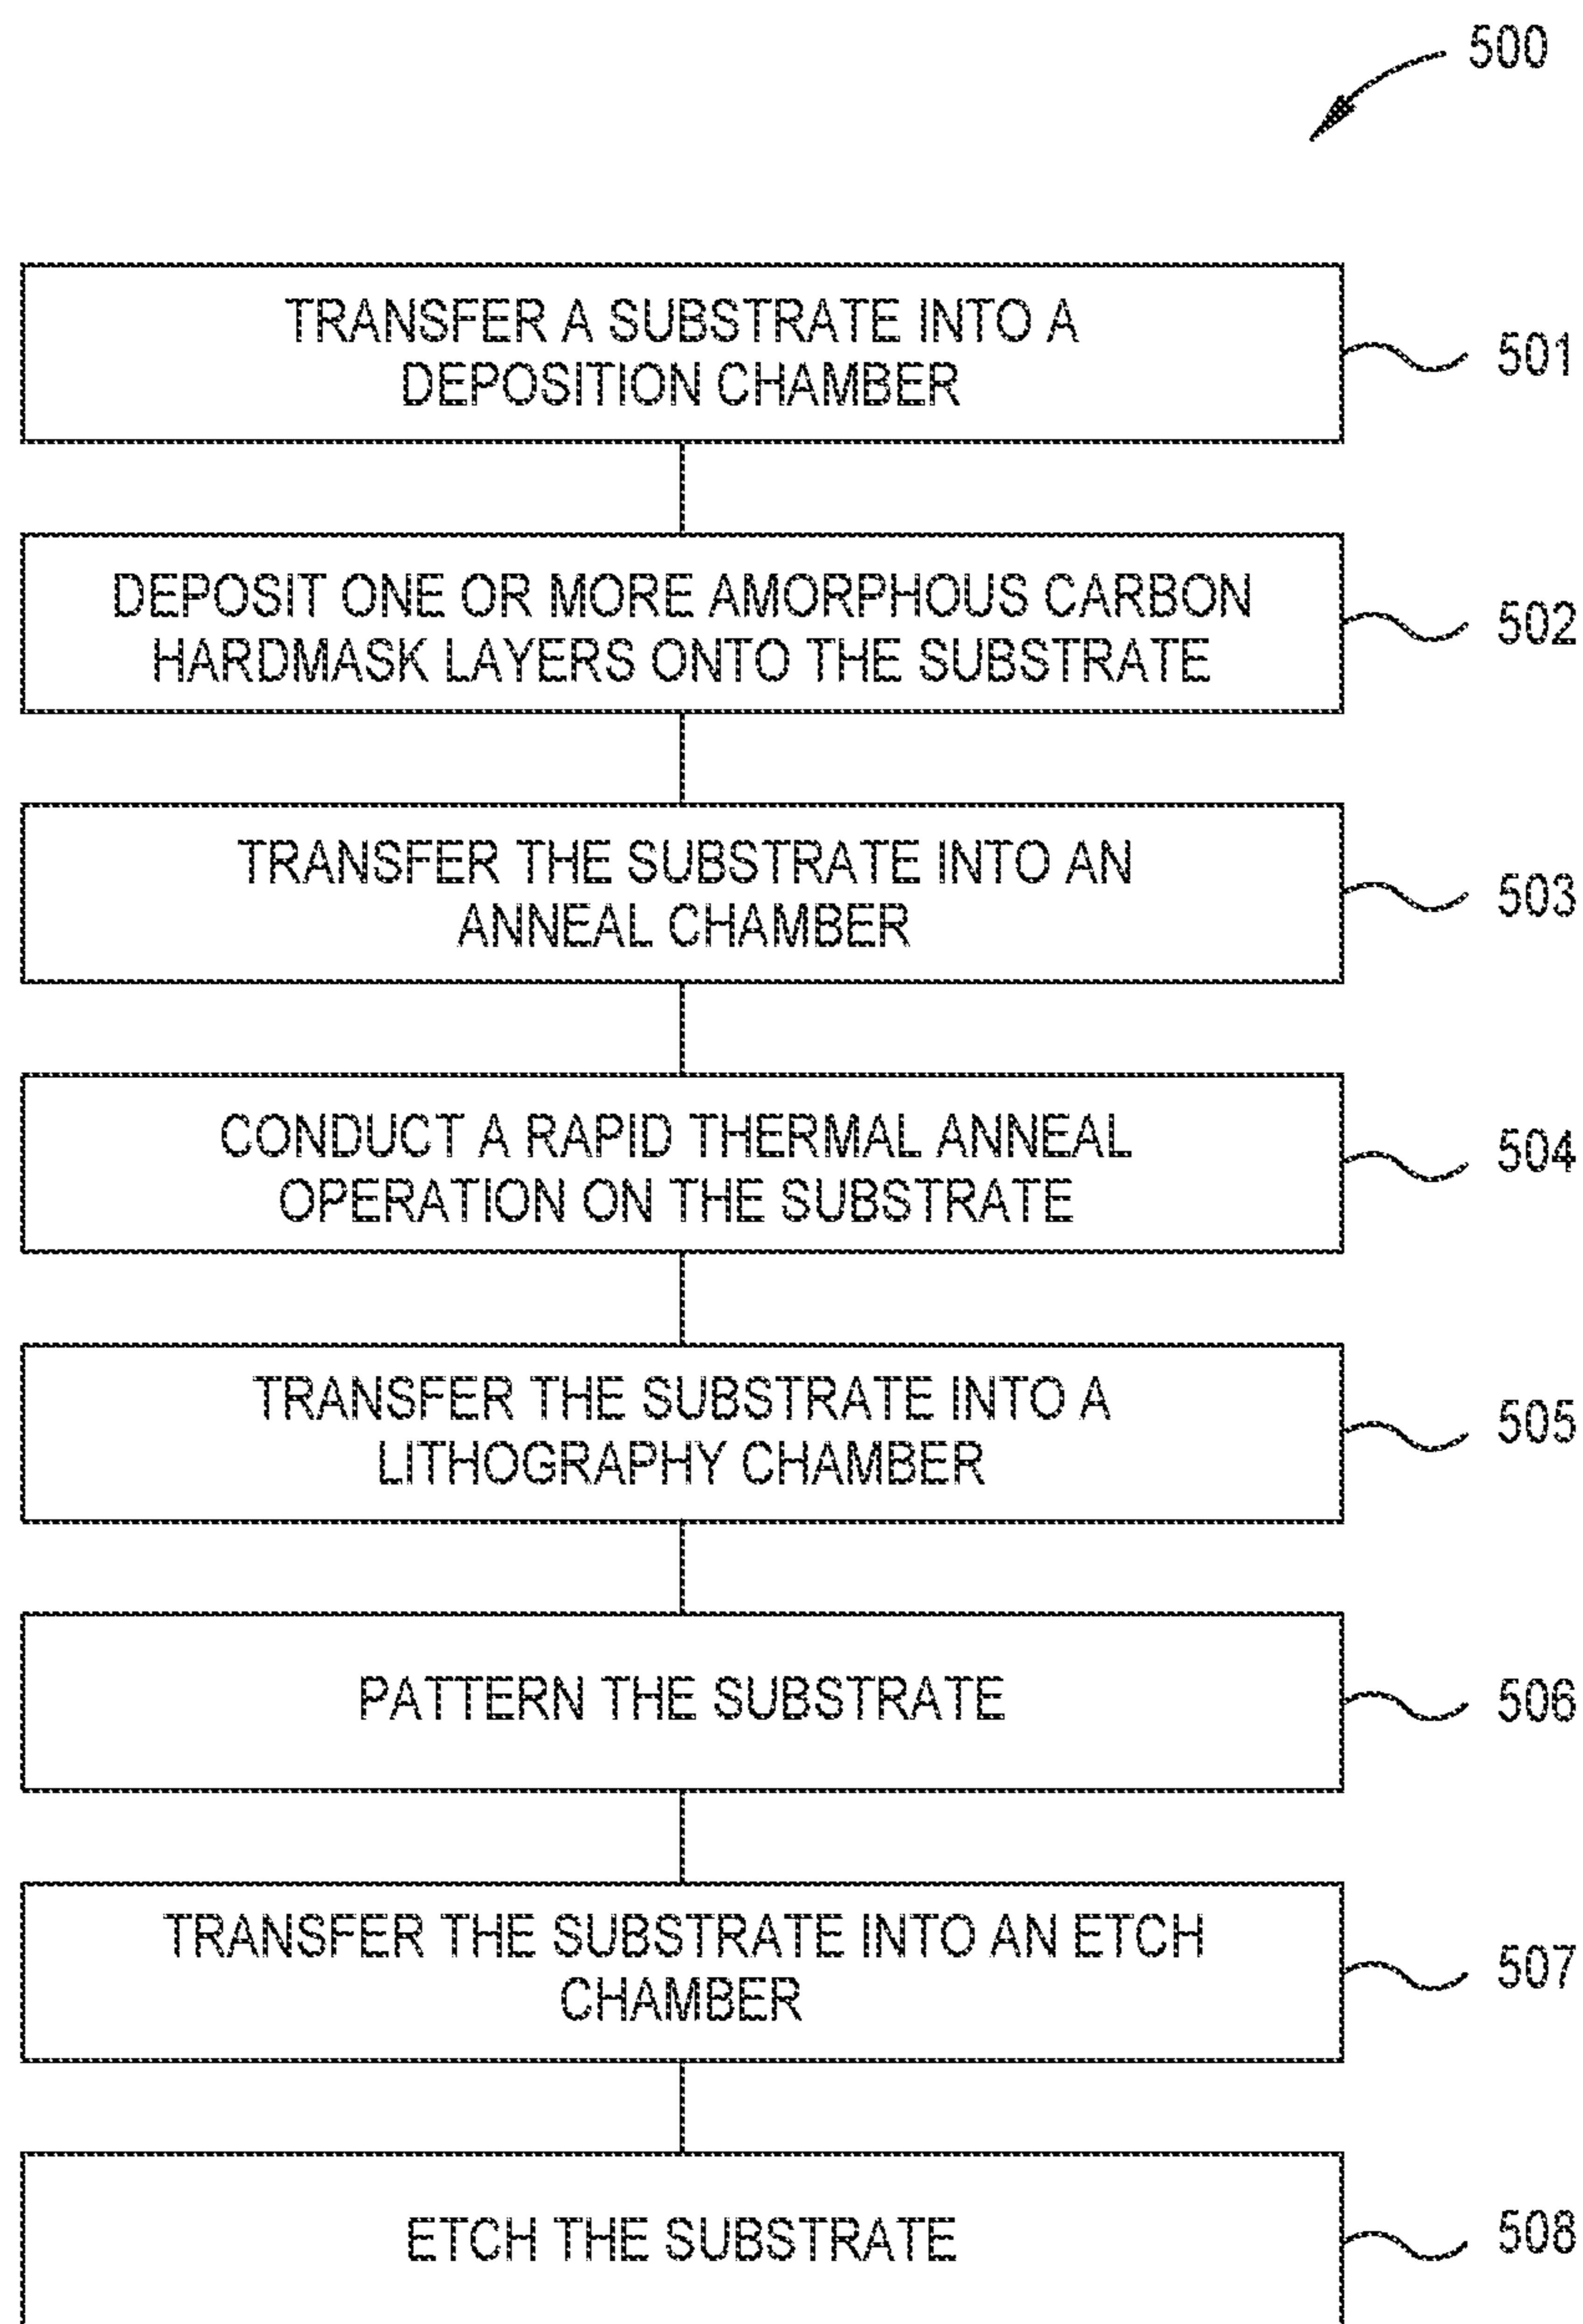 500
TRANSFER A SUBSTRATE INTO A
DEPOSITION CHAMBER
501
DEPOSIT ONE OR MORE AMORPHOUS CARBON
HARDMASK LAYERS ONTO THE SUBSTRATE
502
TRANSFER THE SUBSTRATE INTO AN
ANNEAL CHAMBER
503
CONDUCT A RAPID THERMAL ANNEAL
OPERATION ON THE SUBSTRATE
504
TRANSFER THE SUBSTRATE INTO A
LITHOGRAPHY CHAMBER
505
PATTERN THE SUBSTRATE
506
TRANSFER THE SUBSTRATE INTO AN ETCH
CHAMBER
507
ETCH THE SUBSTRATE
508